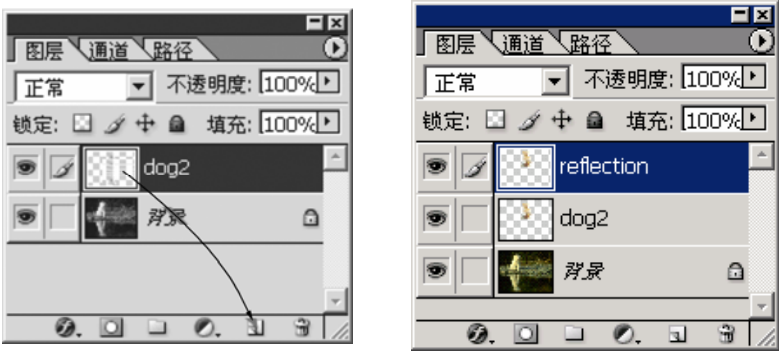 图层 通道 路径
正常 不透明度: 100%
锁定: 填充: 100%
dog2
背景
图层 通道 路径
正常 不透明度: 100%
锁定: 填充: 100%
reflection
dog2
背景